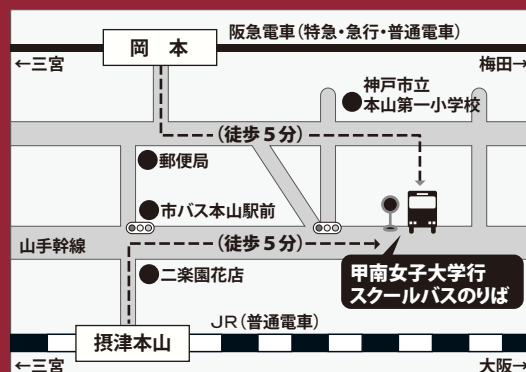 阪急電車(特急・急行・普通電車)
岡 本
←三宮
梅田→
神戸市立
本山第一小学校
(徒歩5分)
郵便局
市バス本山駅前
山手幹線
(徒歩5分)
甲南女子大学行
スクールバスのりば
二楽園花店
JR(普通電車)
摂津本山
←三宮
大阪→